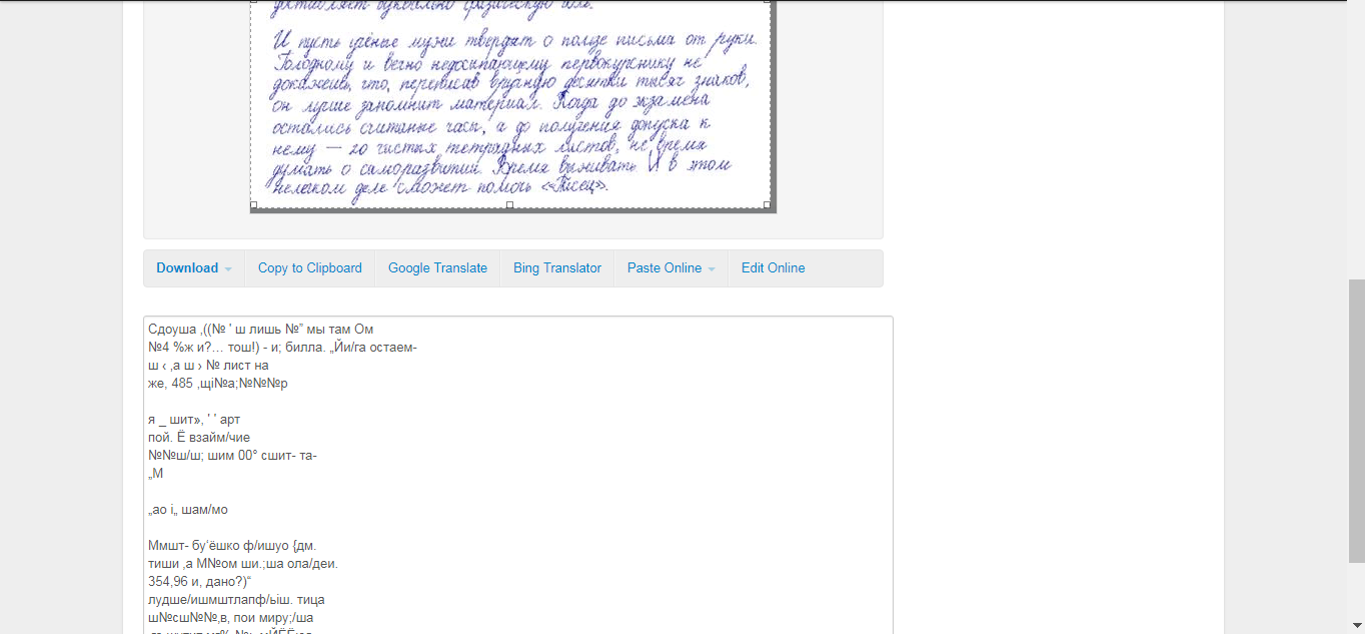 доставляет буквально физическую боль.
И пусть учёные мужи твердят о пользе письма от руки.
Голодному и вечно недосыпающему первокурснику не
докажешь, что, переписав вручную десятки тысяч знаков,
он лучше запомнит материал. Когда до экзамена
остались считаные часы, а до получения допуска к
нему — 20 чистых тетрадных листов, не время
думать о саморазвитии. Время выживать. И в этом
нелегком деле сможет помочь «Писец».
Download Copy to Clipboard Google Translate Bing Translator Paste Online Edit Online
Сдоуша ,((№ ' ш лишь №” мы там Ом
№4 %ж и?… тош!) - и; билла. „Йи/га остаем-
ш ‹ ,а ш › № лист на
же, 485 ,щі№а;№№№р
я _ шит», ' ' арт
пой. Ё взайм/чие
№№ш/ш; шим 00° сшит- та-
„М
„ао і„ шам/мо
Ммшт- бу‘ёшко ф/ишуо {дм.
тиши ,а М№ом ши.;ша ола/деи.
354,96 и, дано?)“
лудше/ишмштлапф/ьіш. тица
ш№сш№№,в, пои миру;/ша